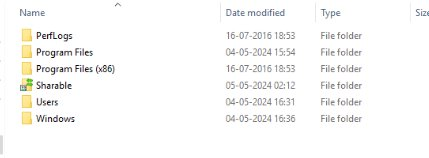 Name Date modified Type Size
PerfLogs 16-07-2016 18:53 File folder
Program Files 04-05-2024 15:54 File folder
Program Files (x86) 16-07-2016 18:53 File folder
Sharable 05-05-2024 02:12 File folder
Users 04-05-2024 16:31 File folder
Windows 04-05-2024 16:36 File folder